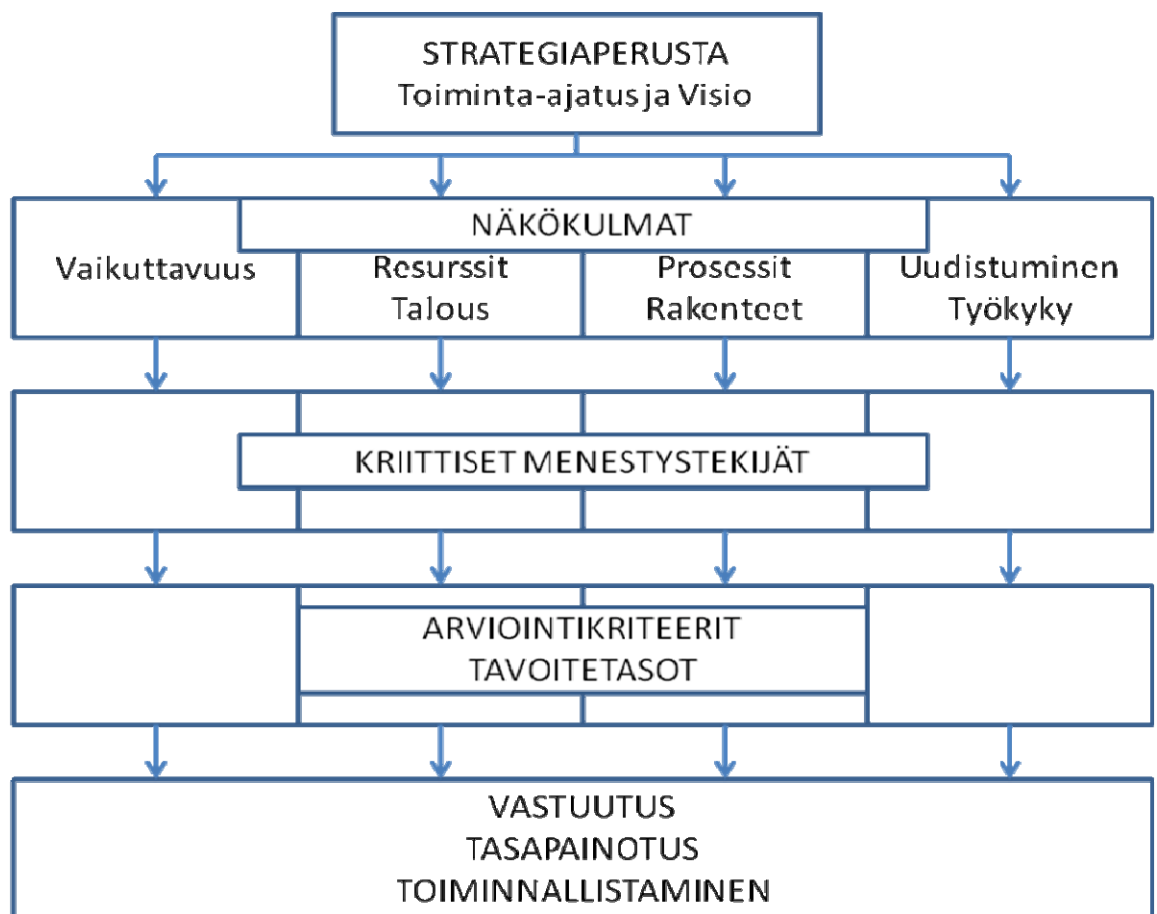 STRATEGIAPERUSTA
Toiminta-ajatus ja Visio
NÄKÖKULMAT
Vaikuttavuus
Resurssit
Talous
Prosessit
Rakenteet
Uudistuminen
Työkyky
KRIITTISET MENESTYSTEKIJÄT
ARVIOINTIKRITEERIT
TAVOITETASOT
VASTUUTUS
TASAPAINOTUS
TOIMINNALLISTAMINEN